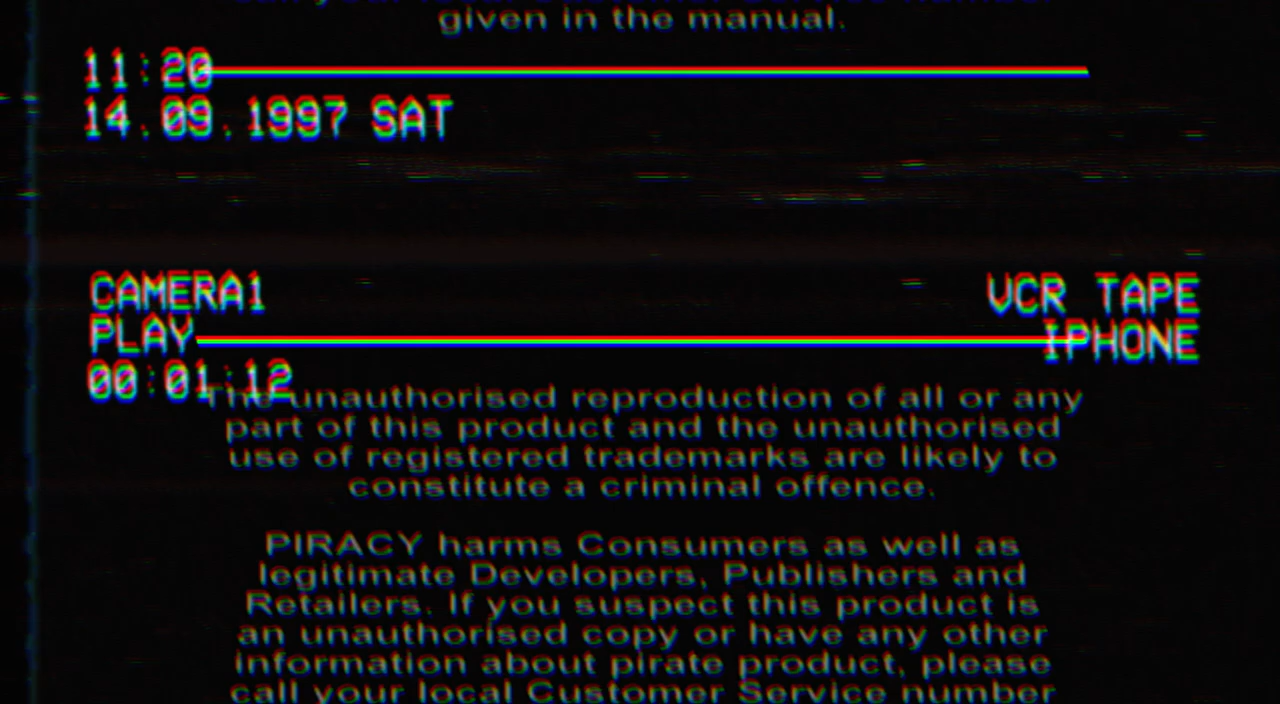 given in the manual.
11:20
14.09.1997 SAT
CAMERA1
VCR TAPE
PLAY
IPHONE
00:01:12
The unauthorised reproduction of all or any
part of this product and the unauthorised
use of registered trademarks are likely to
constitute a criminal offence.
PIRACY harms Consumers as well as
legitimate Developers, Publishers and
Retailers. If you suspect this product is
an unauthorised copy or have any other
information about pirate product, please
call your local Customer Service number